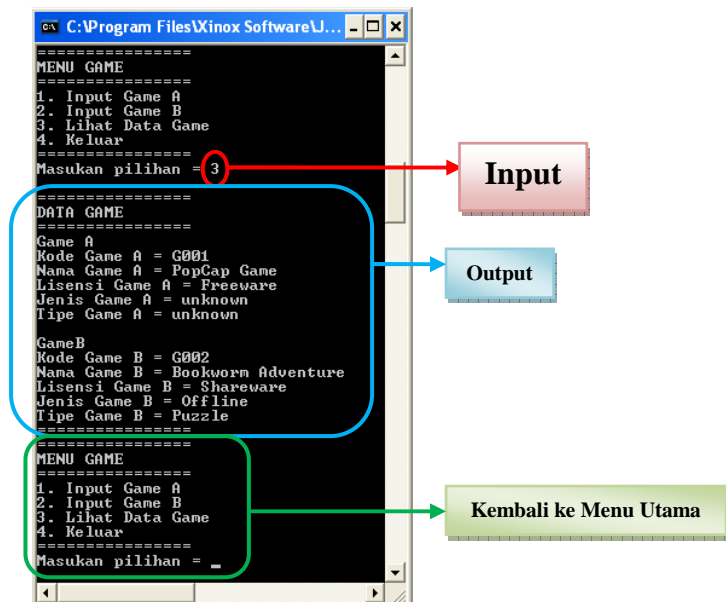 C:\Program Files\Xinox Software\J...
================
MENU GAME
================
1. Input Game A
2. Input Game B
3. Lihat Data Game
4. Keluar
================
Masukan pilihan = 3
================
DATA GAME
================
Game A
Kode Game A = G001
Nama Game A = PopCap Game
Lisensi Game A = Freeware
Jenis Game A = unknown
Tipe Game A = unknown
GameB
Kode Game B = G002
Nama Game B = Bookworm Adventure
Lisensi Game B = Shareware
Jenis Game B = Offline
Tipe Game B = Puzzle
================
================
MENU GAME
================
1. Input Game A
2. Input Game B
3. Lihat Data Game
4. Keluar
================
Masukan pilihan = _
Input
Output
Kembali ke Menu Utama